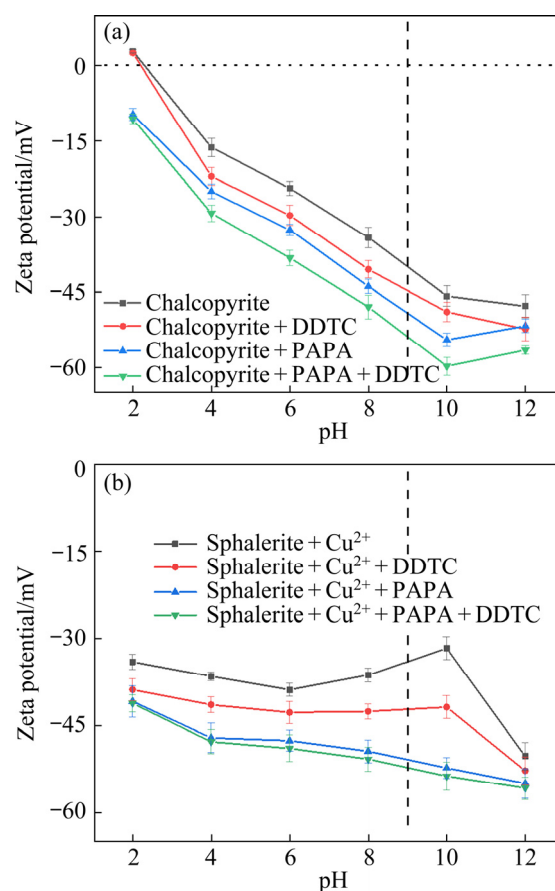 (a)
0
−15
−30
−45
−60
Zeta potential/mV
Chalcopyrite
Chalcopyrite + DDTC
Chalcopyrite + PAPA
Chalcopyrite + PAPA + DDTC
2 4 6 8 10 12
pH
(b)
0
−15
−30
−45
−60
Zeta potential/mV
Sphalerite + Cu²⁺
Sphalerite + Cu²⁺ + DDTC
Sphalerite + Cu²⁺ + PAPA
Sphalerite + Cu²⁺ + PAPA + DDTC
2 4 6 8 10 12
pH